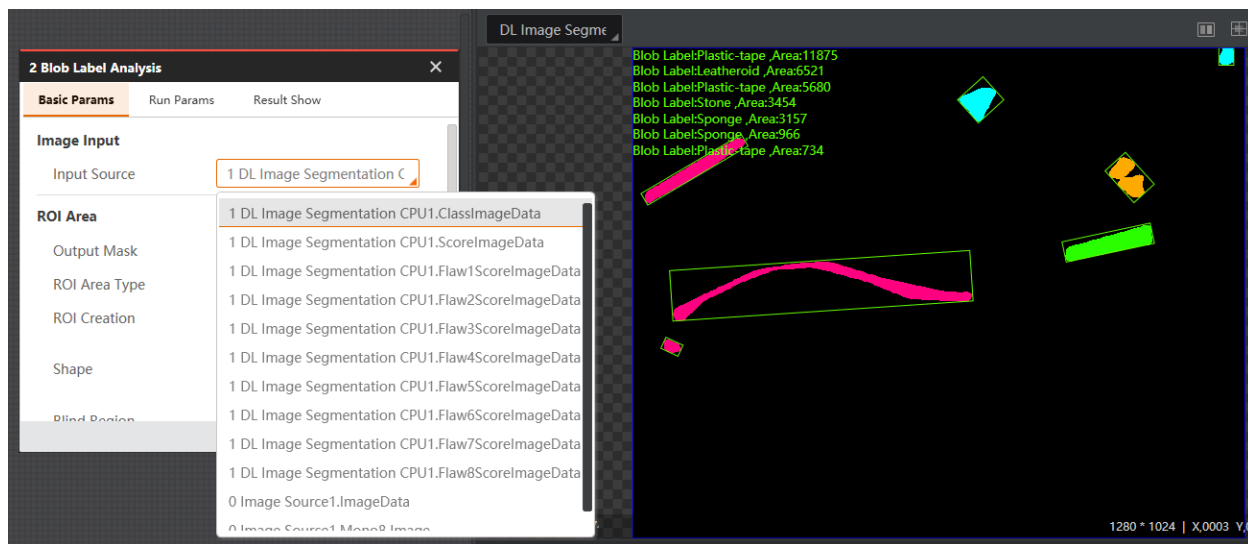 DL Image Segme
2 Blob Label Analysis
Basic Params Run Params Result Show
Image Input
Input Source 1 DL Image Segmentation C
ROI Area
Output Mask
ROI Area Type
ROI Creation
Shape
Blind Region
1 DL Image Segmentation CPU1.ClassImageData
1 DL Image Segmentation CPU1.ScoreImageData
1 DL Image Segmentation CPU1.Flaw1ScoreImageData
1 DL Image Segmentation CPU1.Flaw2ScoreImageData
1 DL Image Segmentation CPU1.Flaw3ScoreImageData
1 DL Image Segmentation CPU1.Flaw4ScoreImageData
1 DL Image Segmentation CPU1.Flaw5ScoreImageData
1 DL Image Segmentation CPU1.Flaw6ScoreImageData
1 DL Image Segmentation CPU1.Flaw7ScoreImageData
1 DL Image Segmentation CPU1.Flaw8ScoreImageData
0 Image Source1.ImageData
0 Image Source1.Mono8.Image
Blob Label:Plastic-tape ,Area:11875
Blob Label:Leatheroid ,Area:6521
Blob Label:Plastic-tape ,Area:5680
Blob Label:Stone ,Area:3454
Blob Label:Sponge ,Area:3157
Blob Label:Sponge ,Area:966
Blob Label:Plastic-tape ,Area:734
1280 * 1024 | X,0003 Y,